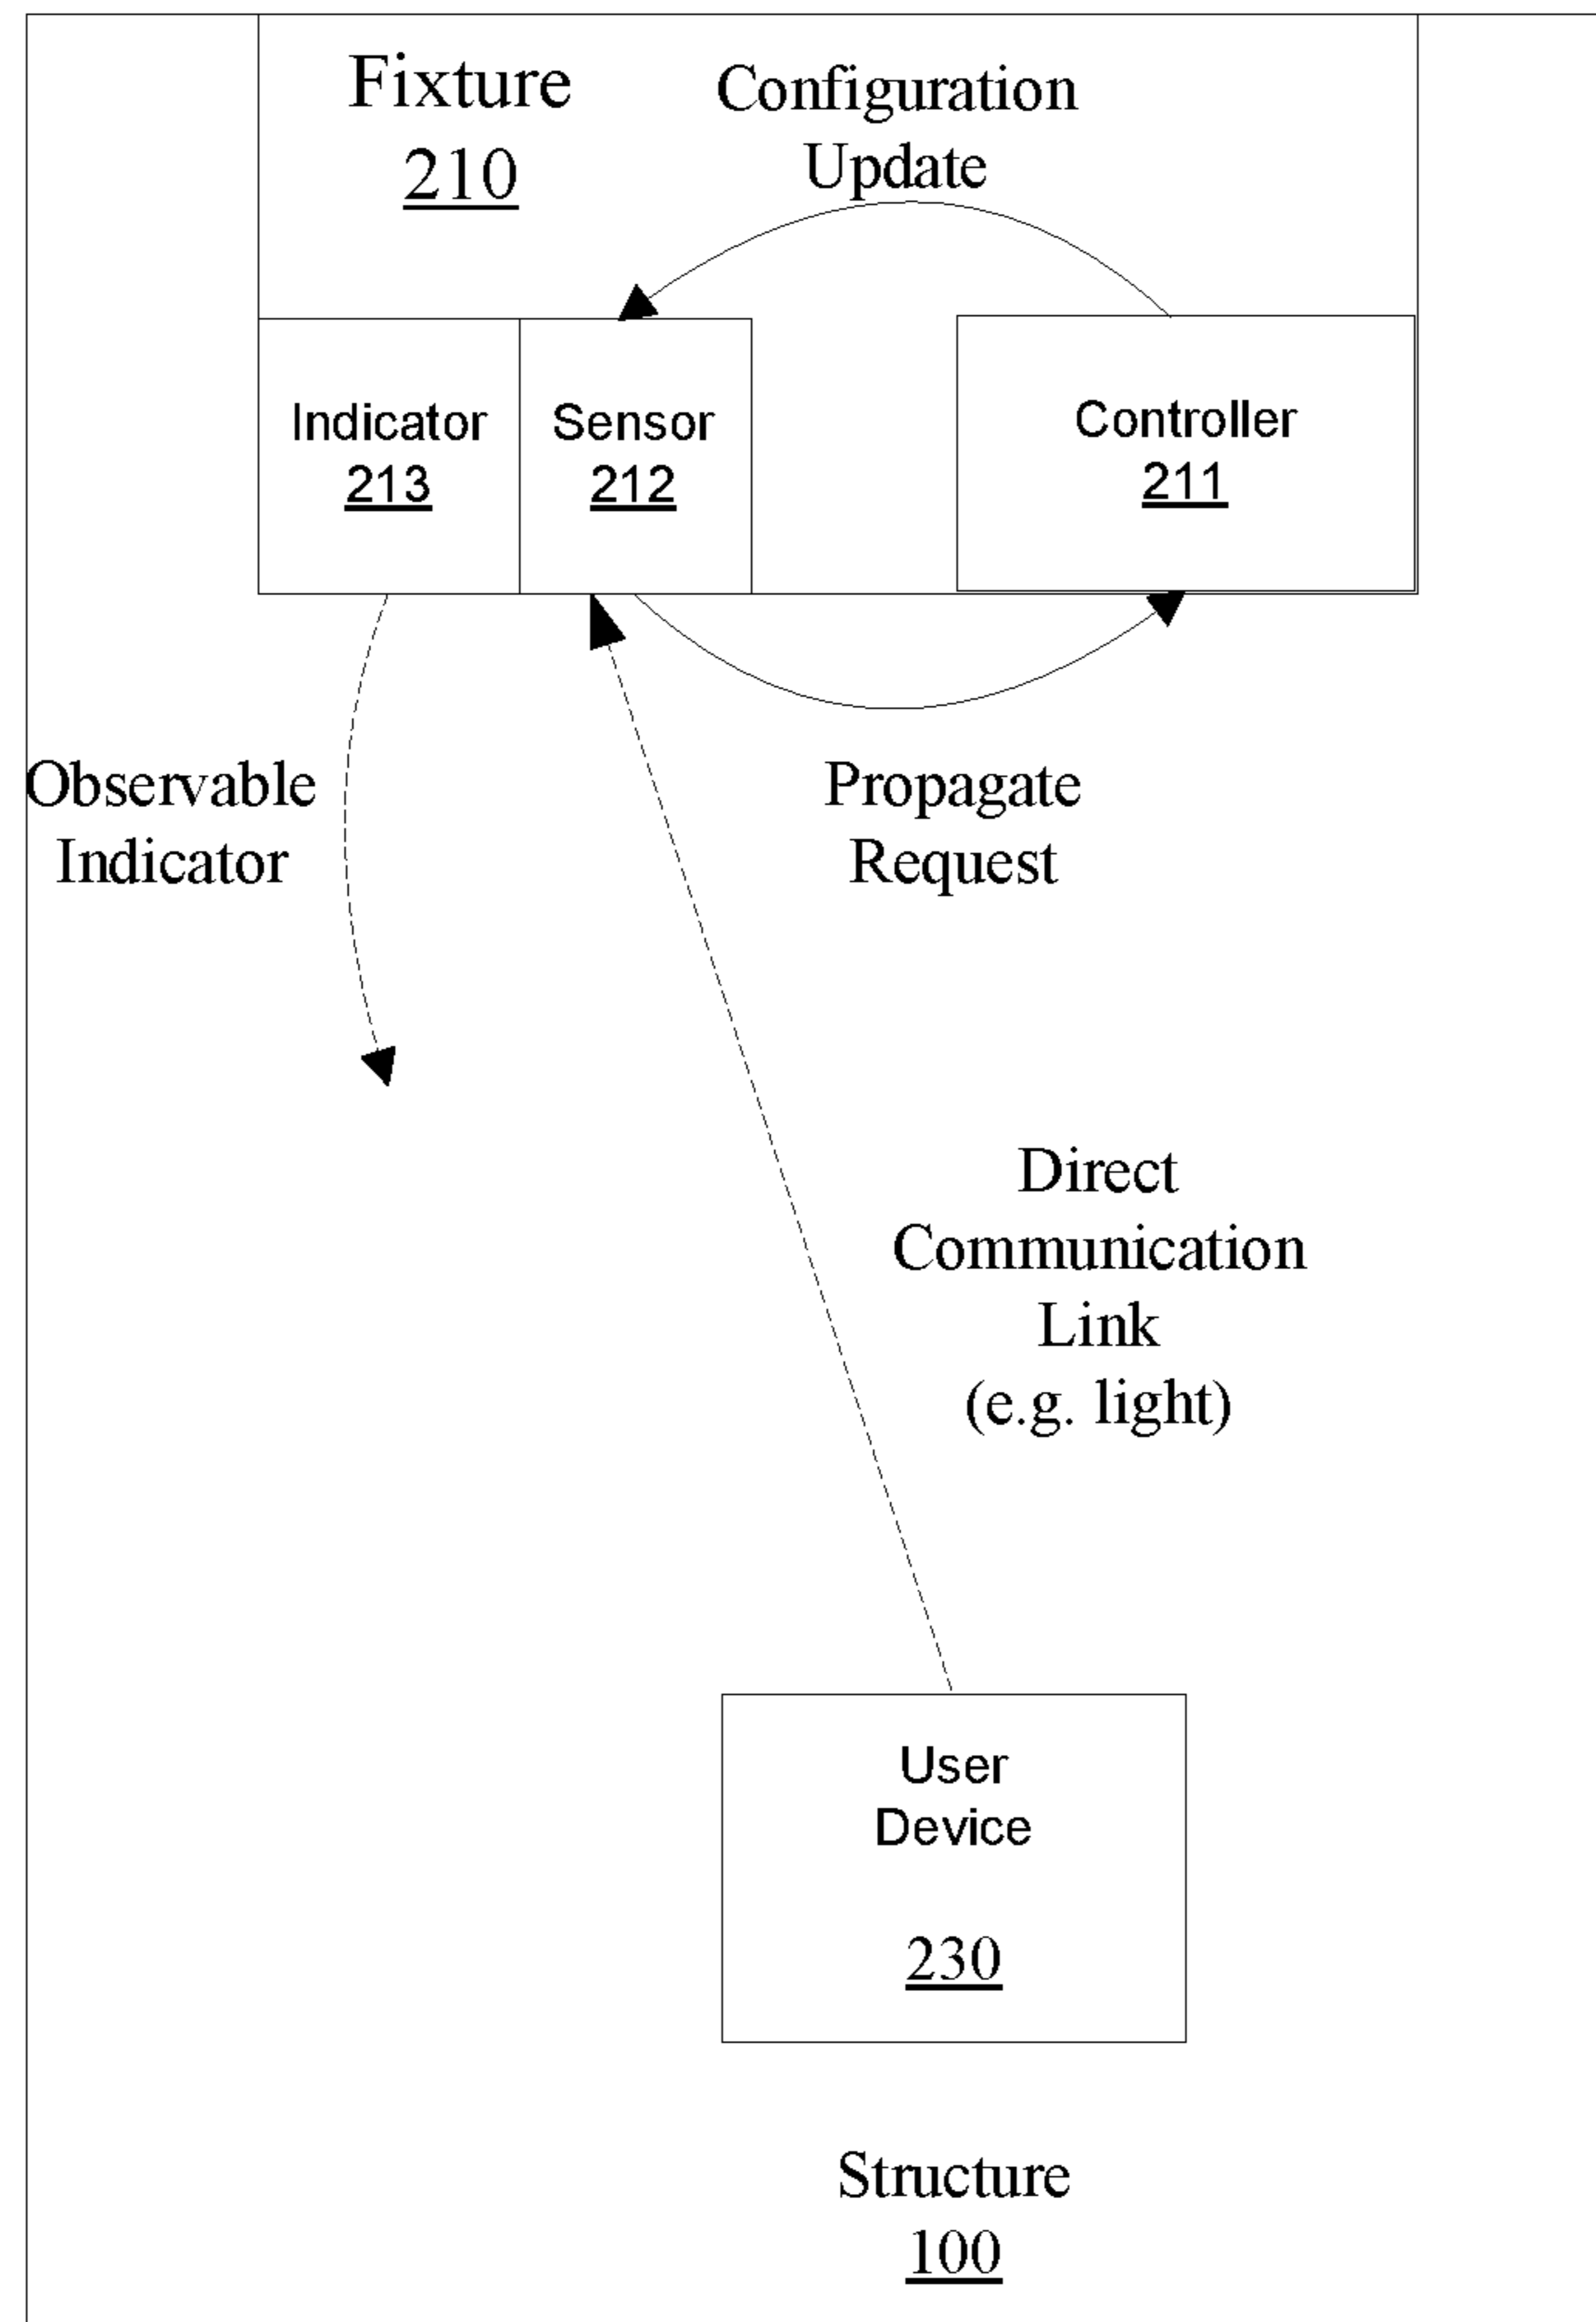 Fixture
210
Configuration
Update
Indicator
213
Sensor
212
Controller
211
Observable
Indicator
Propagate
Request
Direct
Communication
Link
(e.g. light)
User
Device
230
Structure
100